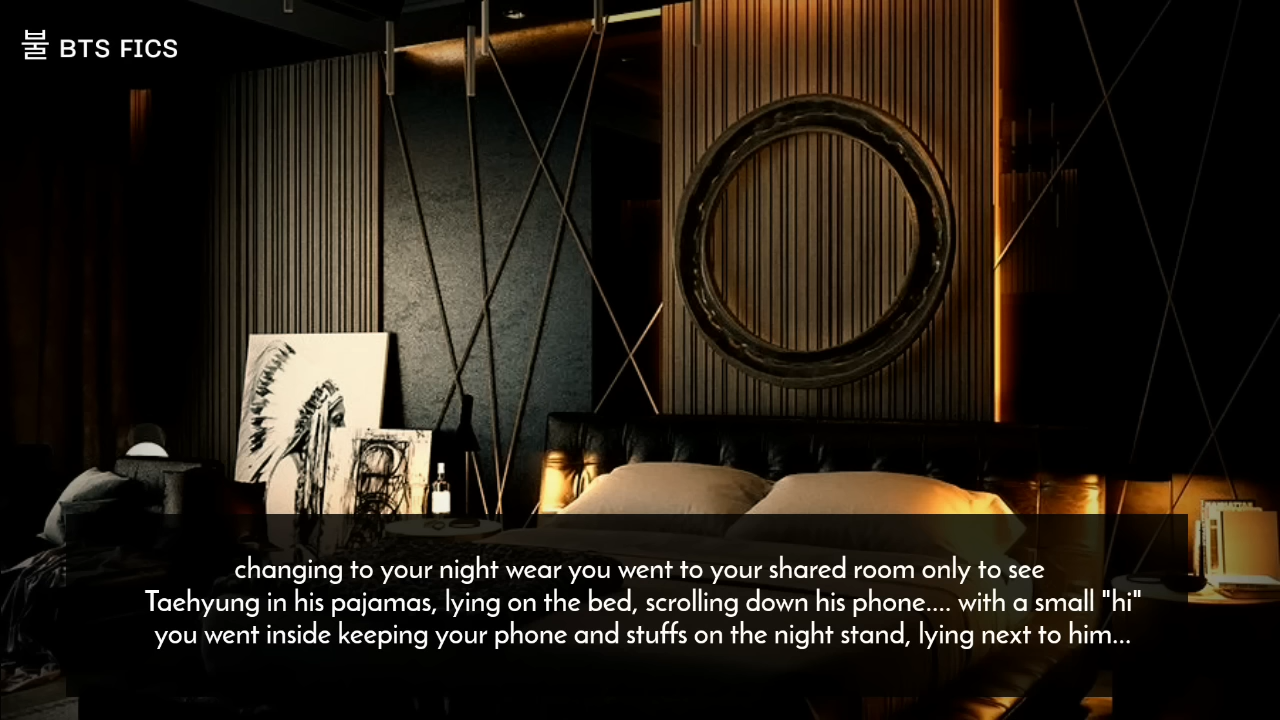 불 BTS FICS
changing to your night wear you went to your shared room only to see
Taehyung in his pajamas, lying on the bed, scrolling down his phone.... with a small "hi"
you went inside keeping your phone and stuffs on the night stand, lying next to him...